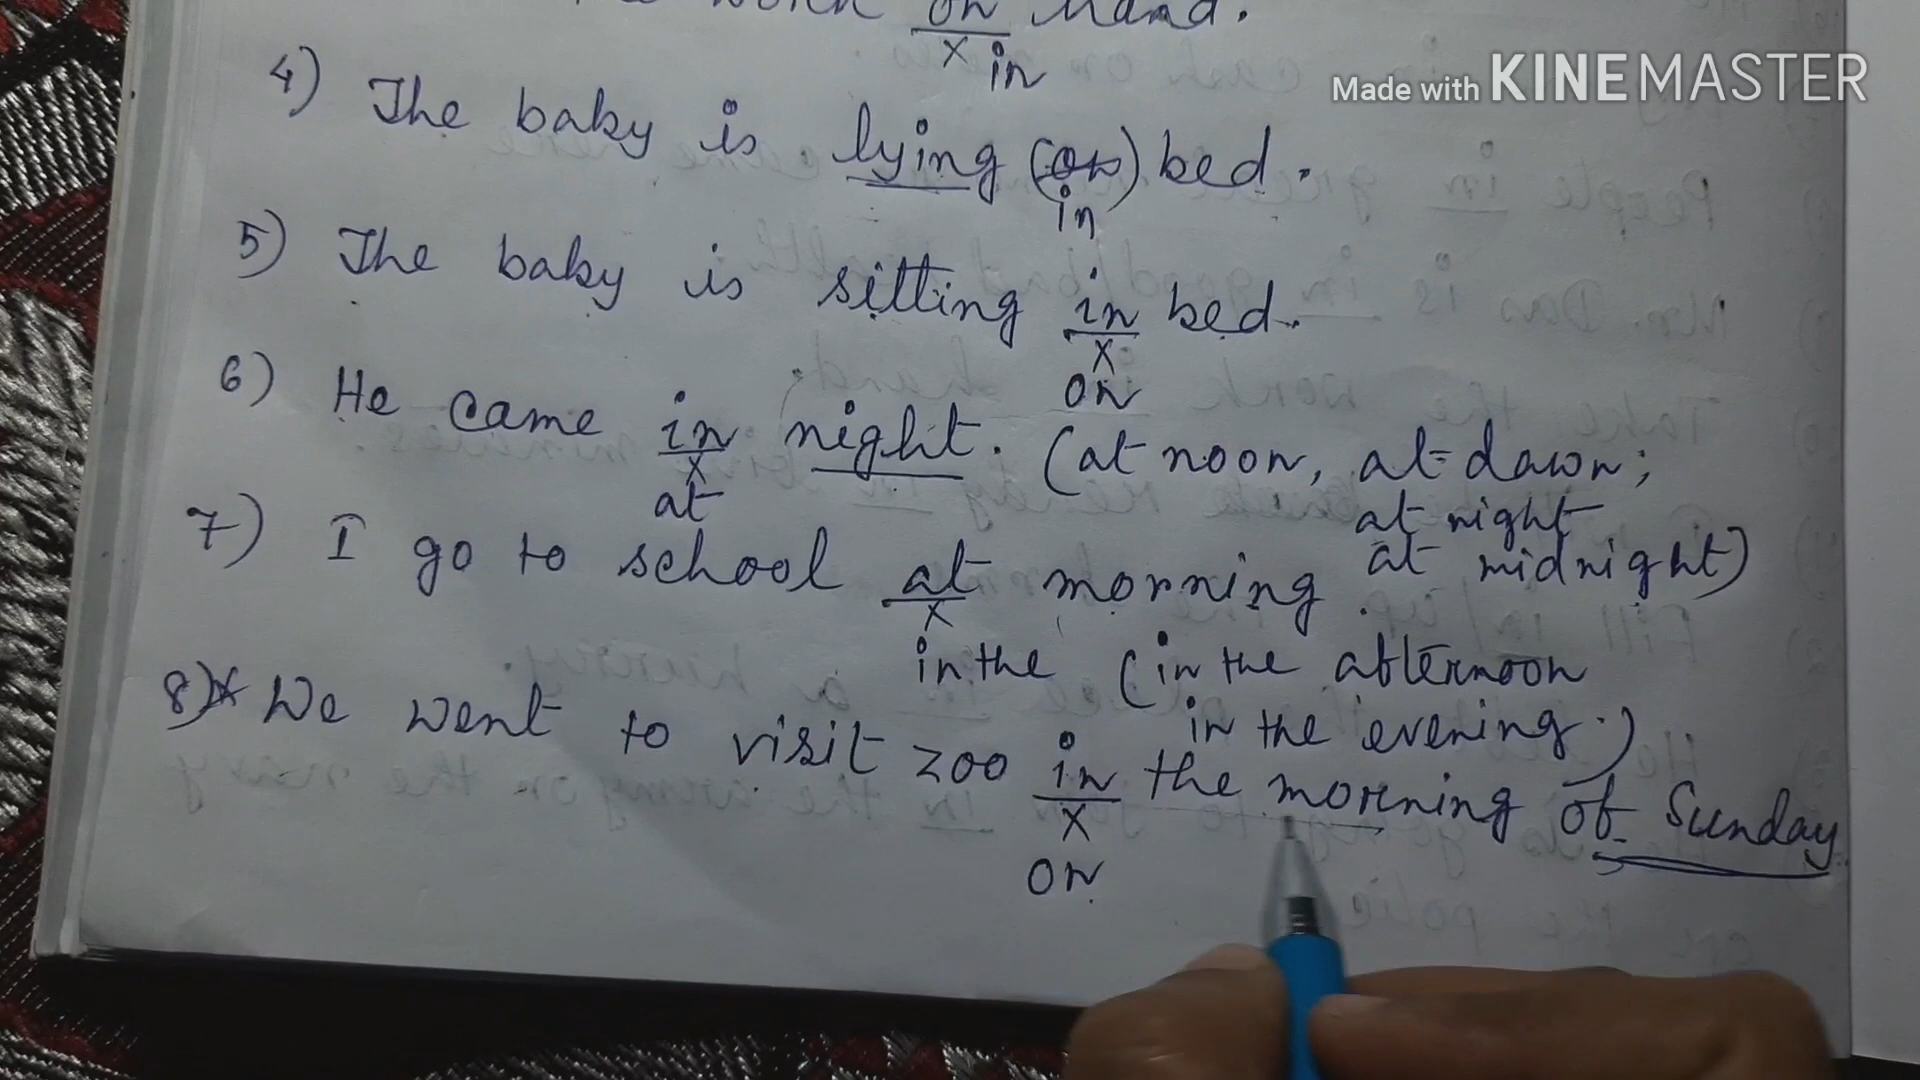 on hand.
x in
Made with KINEMASTER
4) The baby is lying (on) bed.
in
5) The baby is sitting in bed.
x
on
6) He came in night. (at noon, at dawn;
x
at
at night
at midnight)
7) I go to school at morning.
x
in the (in the afternoon
in the evening.)
8)* We went to visit zoo in the morning of Sunday
x
on